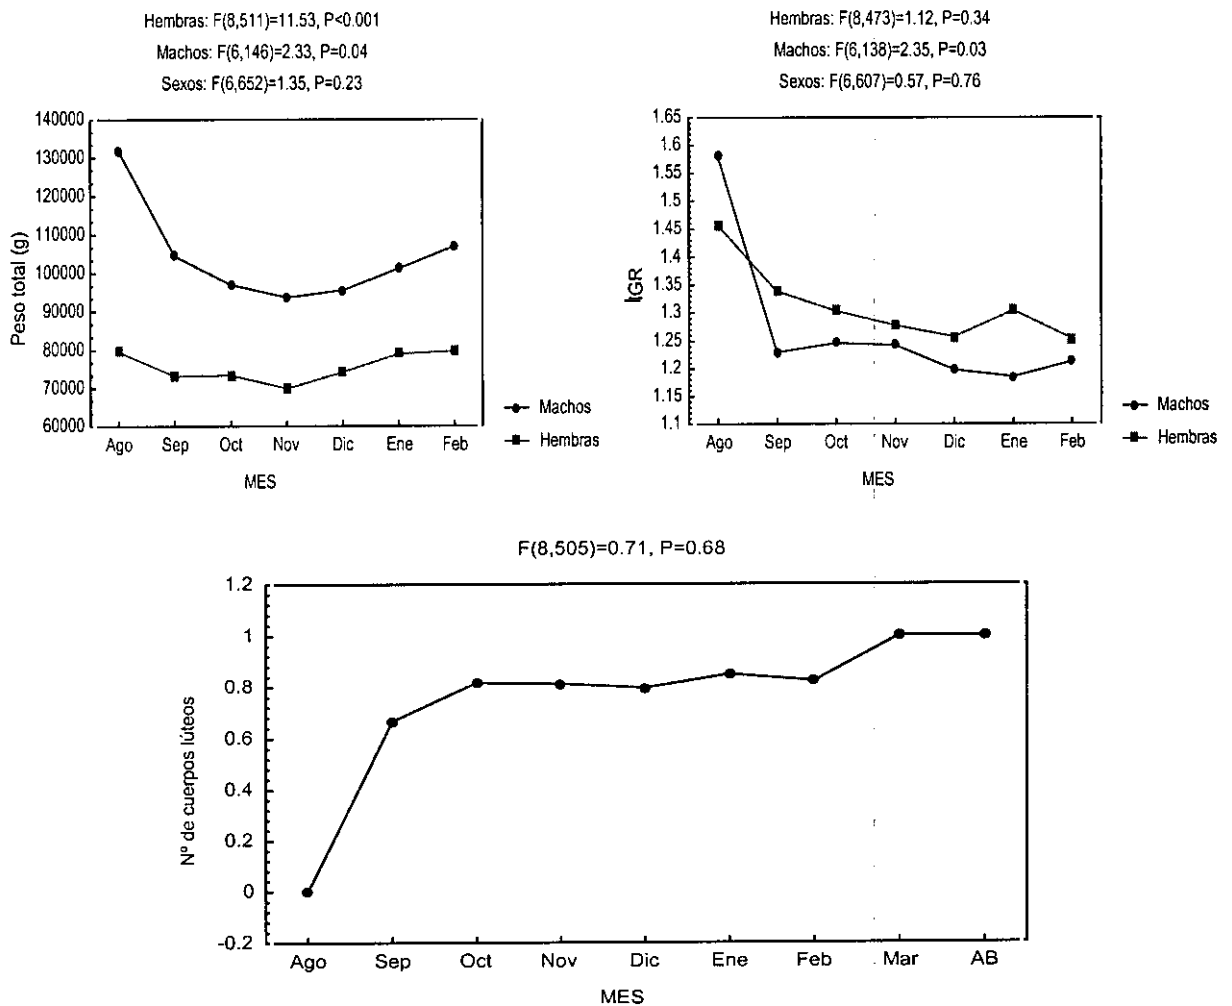 Hembras: F(8,511)=11.53, P<0.001
Machos: F(6,146)=2.33, P=0.04
Sexos: F(6,652)=1.35, P=0.23
140000
130000
120000
110000
100000
90000
80000
70000
60000
Peso total (g)
Ago Sep Oct Nov Dic Ene Feb
MES
Machos
Hembras
Hembras: F(8,473)=1.12, P=0.34
Machos: F(6,138)=2.35, P=0.03
Sexos: F(6,607)=0.57, P=0.76
1.65
1.6
1.55
1.5
1.45
1.4
1.35
1.3
1.25
1.2
1.15
1.1
IGR
Ago Sep Oct Nov Dic Ene Feb
MES
Machos
Hembras
F(8,505)=0.71, P=0.68
1.2
1
0.8
0.6
0.4
0.2
0
-0.2
Nº de cuerpos lúteos
Ago Sep Oct Nov Dic Ene Feb Mar AB
MES